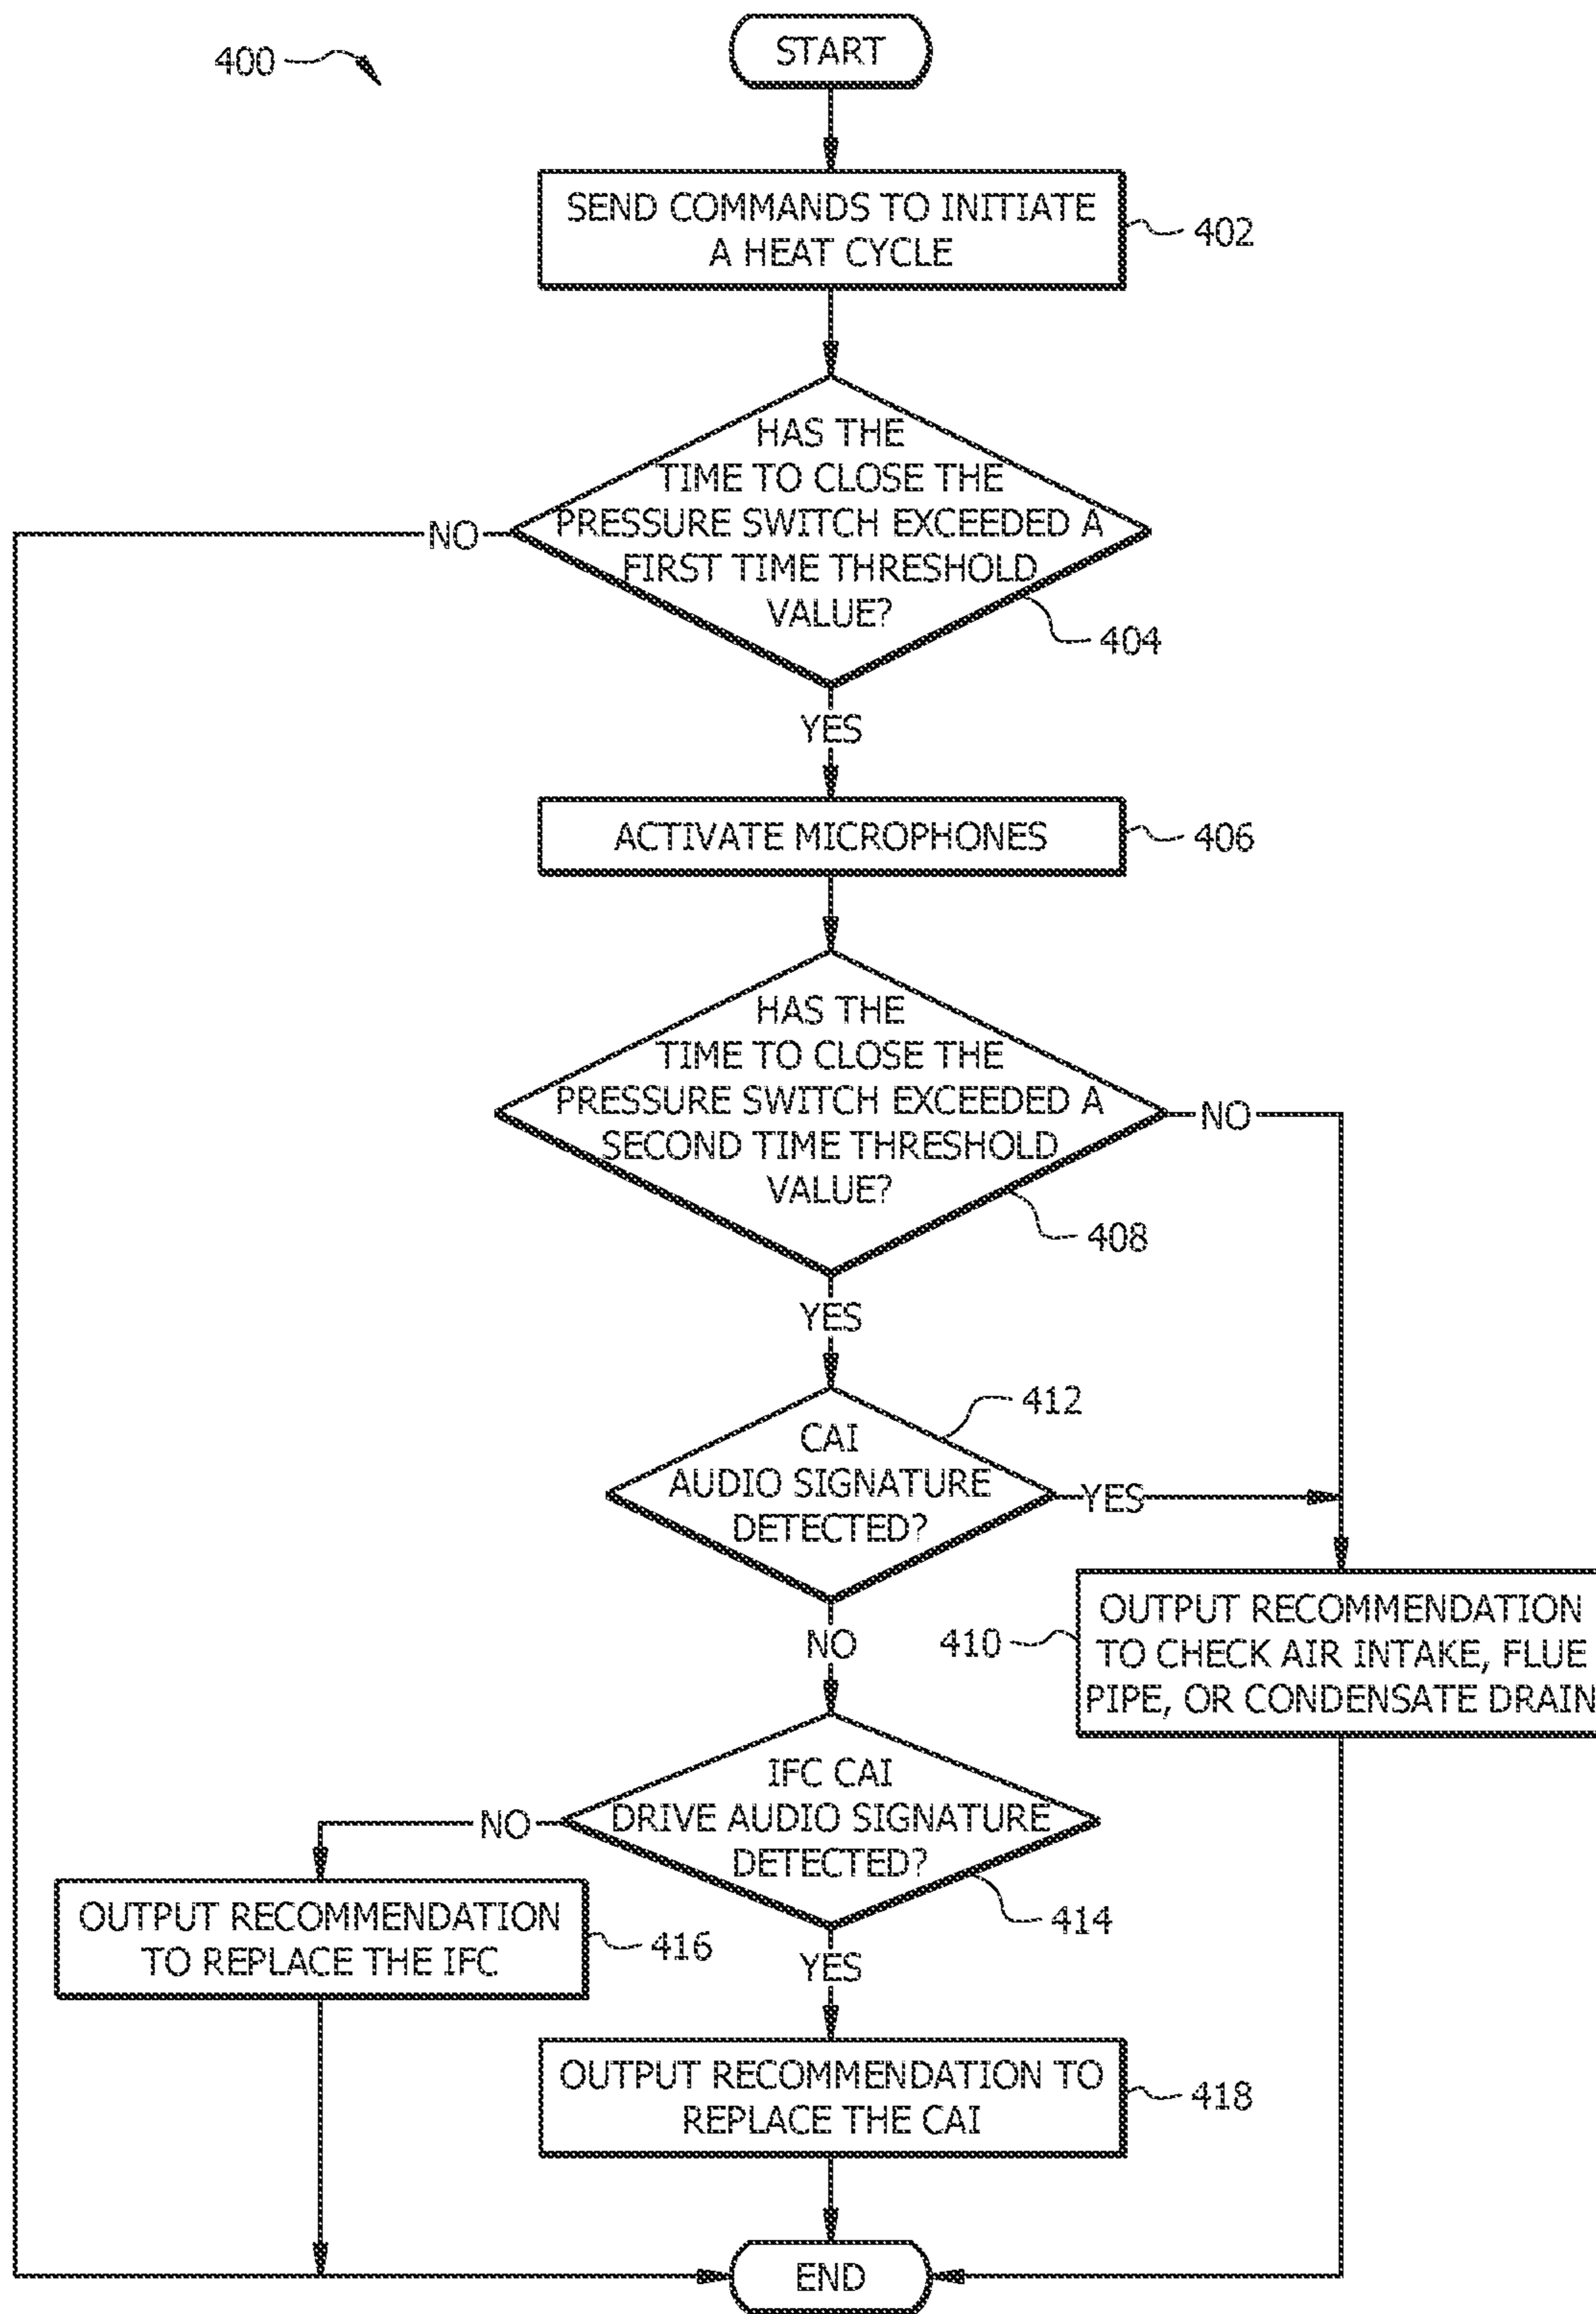 400
START
SEND COMMANDS TO INITIATE
A HEAT CYCLE
402
HAS THE
TIME TO CLOSE THE
PRESSURE SWITCH EXCEEDED A
FIRST TIME THRESHOLD
VALUE?
NO
404
YES
ACTIVATE MICROPHONES
406
HAS THE
TIME TO CLOSE THE
PRESSURE SWITCH EXCEEDED A
SECOND TIME THRESHOLD
VALUE?
NO
408
YES
412
CAI
AUDIO SIGNATURE
DETECTED?
YES
NO
410
OUTPUT RECOMMENDATION
TO CHECK AIR INTAKE, FLUE
PIPE, OR CONDENSATE DRAIN
IFC CAI
DRIVE AUDIO SIGNATURE
DETECTED?
NO
414
OUTPUT RECOMMENDATION
TO REPLACE THE IFC
416
YES
OUTPUT RECOMMENDATION TO
REPLACE THE CAI
418
END